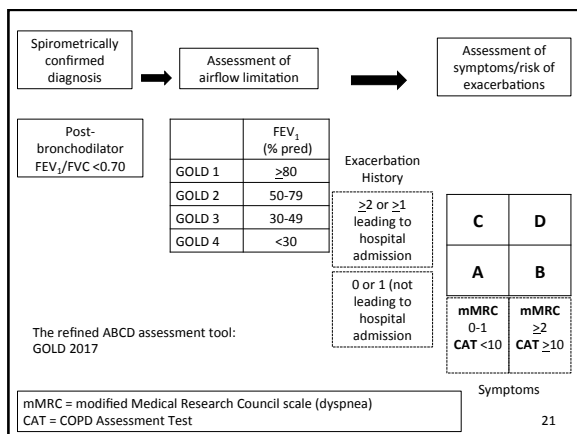 Spirometrically
confirmed
diagnosis
Assessment of
airflow limitation
Assessment of
symptoms/risk of
exacerbations
Post-
bronchodilator
FEV₁/FVC <0.70
FEV₁
(% pred)
GOLD 1 ≥80
GOLD 2 50-79
GOLD 3 30-49
GOLD 4 <30
Exacerbation
History
≥2 or ≥1
leading to
hospital
admission
0 or 1 (not
leading to
hospital
admission
C D
A B
mMRC
0-1
CAT <10
mMRC
≥2
CAT ≥10
Symptoms
The refined ABCD assessment tool:
GOLD 2017
mMRC = modified Medical Research Council scale (dyspnea)
CAT = COPD Assessment Test
21